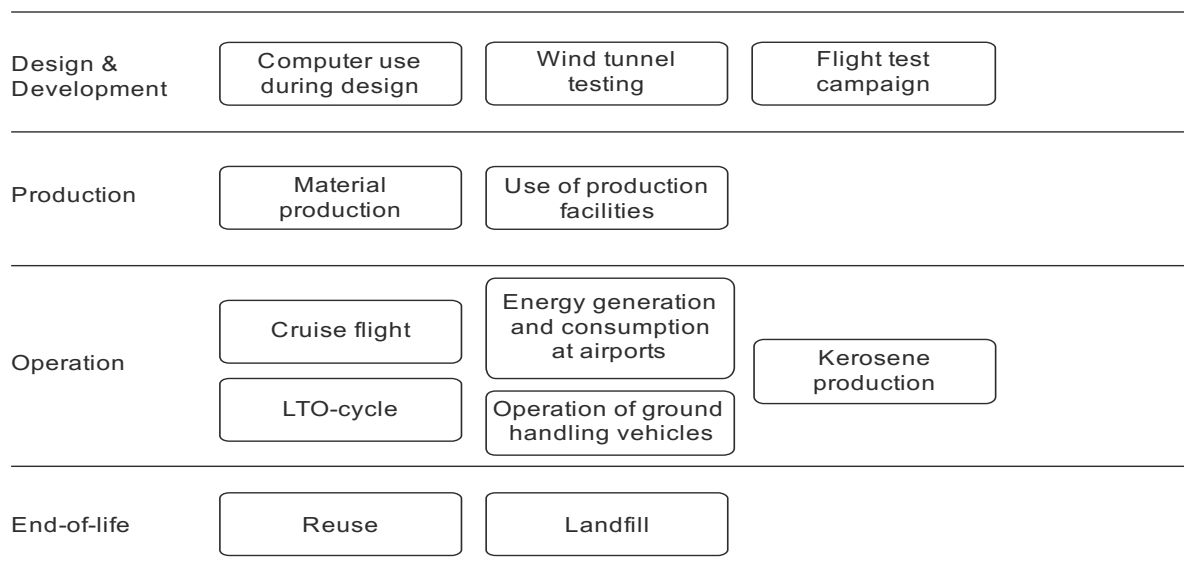 Design &
Development
Computer use
during design
Wind tunnel
testing
Flight test
campaign
Production
Material
production
Use of production
facilities
Operation
Cruise flight
LTO-cycle
Energy generation
and consumption
at airports
Operation of ground
handling vehicles
Kerosene
production
End-of-life
Reuse
Landfill